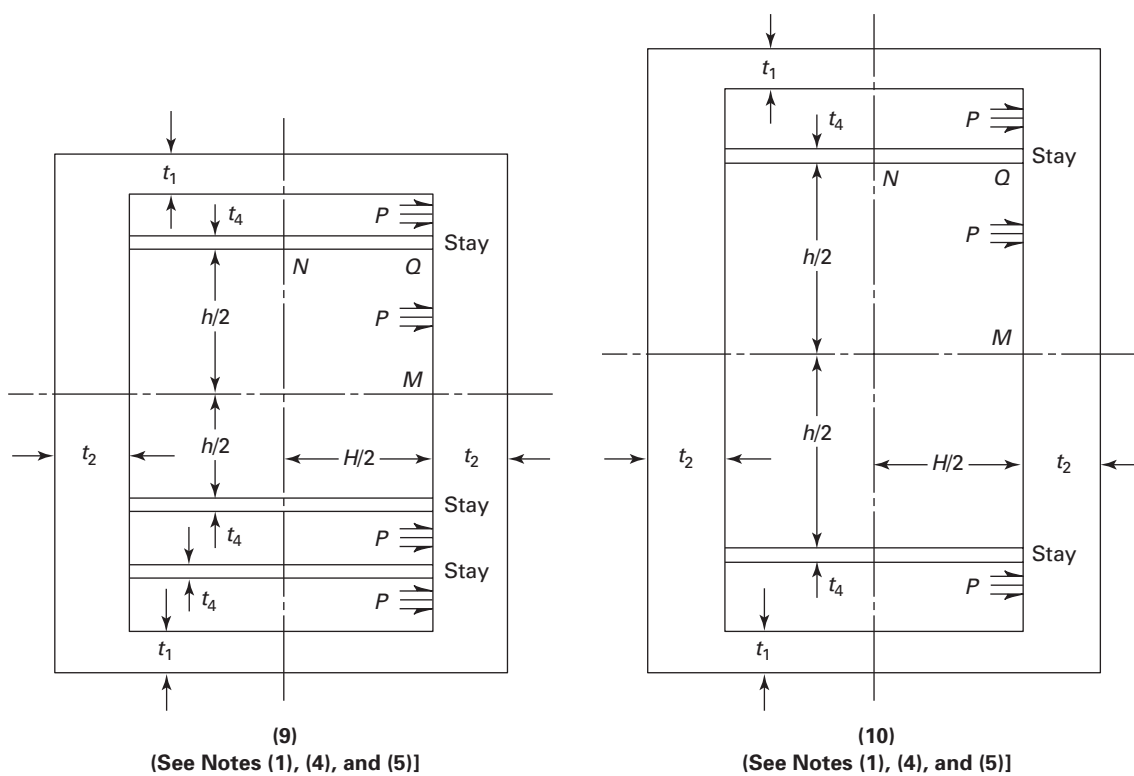 t1
t4
P
Stay
N
Q
h/2
P
M
t2
h/2
H/2
t2
Stay
t4
P
Stay
t4
P
t1
(9)
(See Notes (1), (4), and (5)]
t1
t4
P
Stay
N
Q
P
h/2
M
h/2
t2
H/2
t2
Stay
t4
P
t1
(10)
(See Notes (1), (4), and (5)]